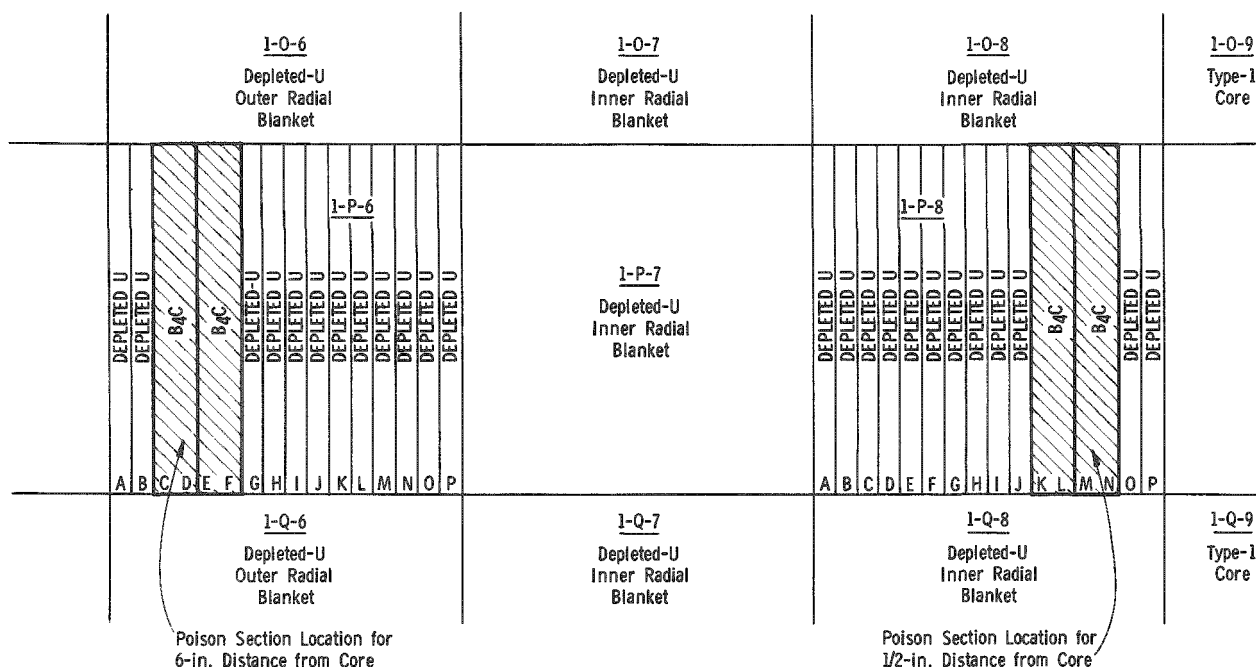 1-O-6
Depleted-U
Outer Radial
Blanket
1-O-7
Depleted-U
Inner Radial
Blanket
1-O-8
Depleted-U
Inner Radial
Blanket
1-O-9
Type-1
Core
1-P-6
DEPLETED U
DEPLETED U
B4C
B4C
DEPLETED-U
DEPLETED U
DEPLETED U
DEPLETED U
DEPLETED U
DEPLETED U
DEPLETED U
DEPLETED U
DEPLETED U
DEPLETED U
A B C D E F G H I J K L M N O P
1-P-7
Depleted-U
Inner Radial
Blanket
1-P-8
DEPLETED U
DEPLETED U
DEPLETED U
DEPLETED U
DEPLETED U
DEPLETED U
DEPLETED U
DEPLETED U
DEPLETED U
DEPLETED U
B4C
B4C
DEPLETED U
DEPLETED U
A B C D E F G H I J K L M N O P
1-Q-6
Depleted-U
Outer Radial
Blanket
1-Q-7
Depleted-U
Inner Radial
Blanket
1-Q-8
Depleted-U
Inner Radial
Blanket
1-Q-9
Type-1
Core
Poison Section Location for
6-in. Distance from Core
Poison Section Location for
1/2-in. Distance from Core